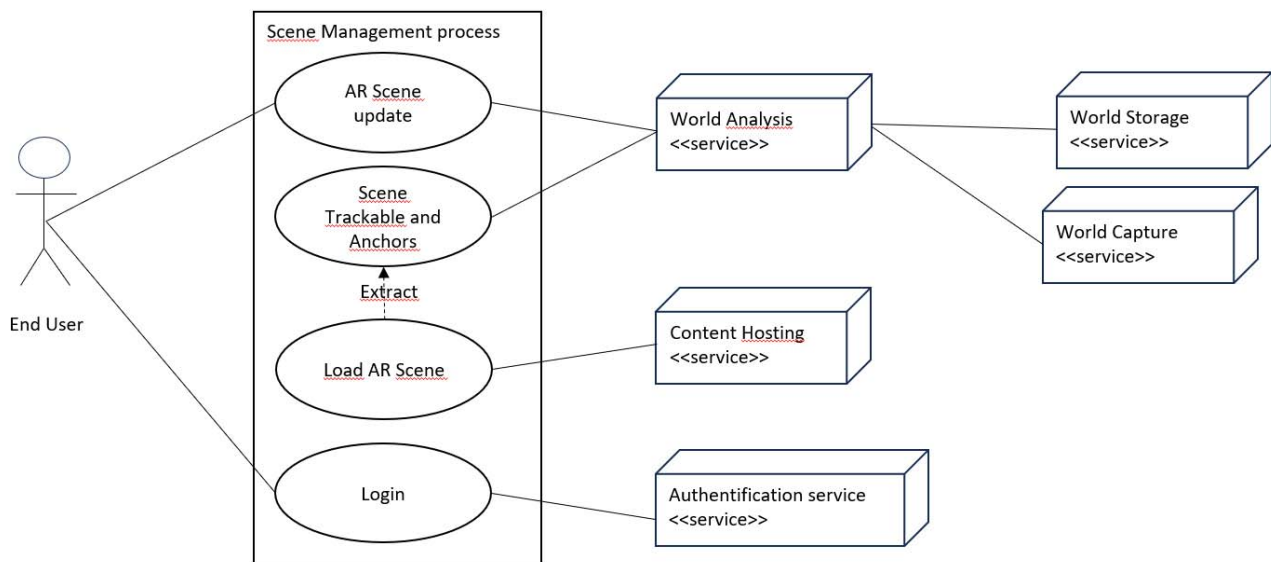 Scene Management process
AR Scene
update
Scene
Trackable and
Anchors
Extract
Load AR Scene
Login
End User
World Analysis
<<service>>
World Storage
<<service>>
World Capture
<<service>>
Content Hosting
<<service>>
Authentification service
<<service>>